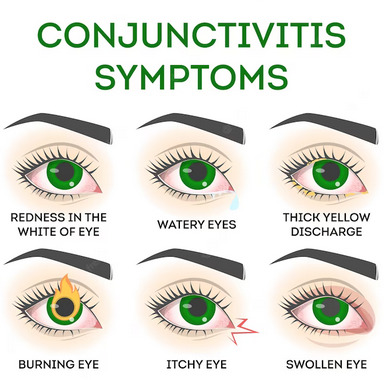 CONJUNCTIVITIS
SYMPTOMS
REDNESS IN THE
WHITE OF EYE
WATERY EYES
THICK YELLOW
DISCHARGE
BURNING EYE
ITCHY EYE
SWOLLEN EYE